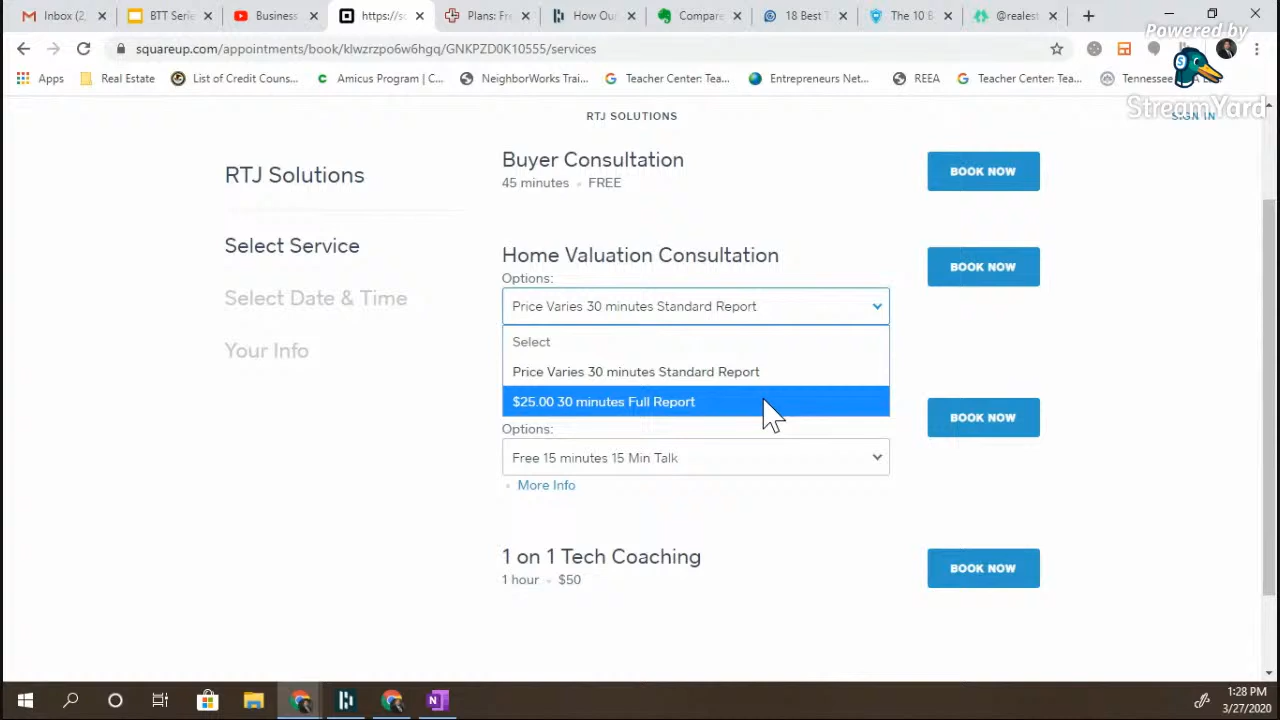 Inbox (2,
BTT Serie
Business
https://s
Plans: Fr
How Ou
Compare
18 Best
The 10 B
@reales
squareup.com/appointments/book/klwzrzpo6w6hgq/GNKPZD0K10555/services
Powered by
Apps
Real Estate
List of Credit Couns...
Amicus Program | C...
NeighborWorks Trai...
Teacher Center: Tea...
Entrepreneurs Net...
REEA
Teacher Center: Tea...
StreamYard
RTJ SOLUTIONS
SIGN IN
RTJ Solutions
Select Service
Select Date & Time
Your Info
Buyer Consultation
45 minutes • FREE
BOOK NOW
Home Valuation Consultation
Options:
BOOK NOW
Price Varies 30 minutes Standard Report
Select
Price Varies 30 minutes Standard Report
$25.00 30 minutes Full Report
BOOK NOW
Options:
Free 15 minutes 15 Min Talk
More Info
1 on 1 Tech Coaching
1 hour • $50
BOOK NOW
1:28 PM
3/27/2020